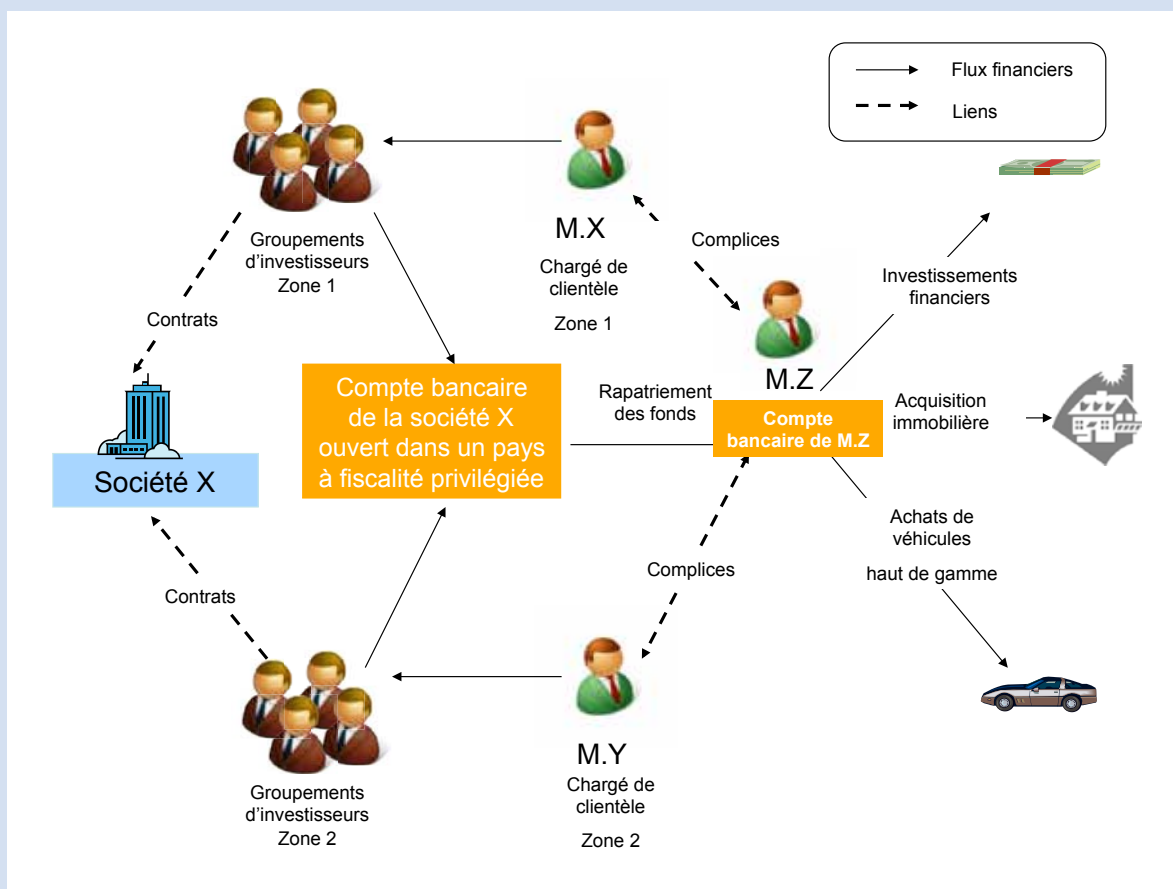 Flux financiers
Liens
Groupements
d'investisseurs
Zone 1
M.X
Chargé de
clientèle
Zone 1
Complices
M.Z
Investissements
financiers
Contrats
Société X
Compte bancaire
de la société X
ouvert dans un pays
à fiscalité privilégiée
Rapatriement
des fonds
Compte
bancaire de M.Z
Acquisition
immobilière
Achats de
véhicules
haut de gamme
Contrats
Complices
Groupements
d'investisseurs
Zone 2
M.Y
Chargé de
clientèle
Zone 2